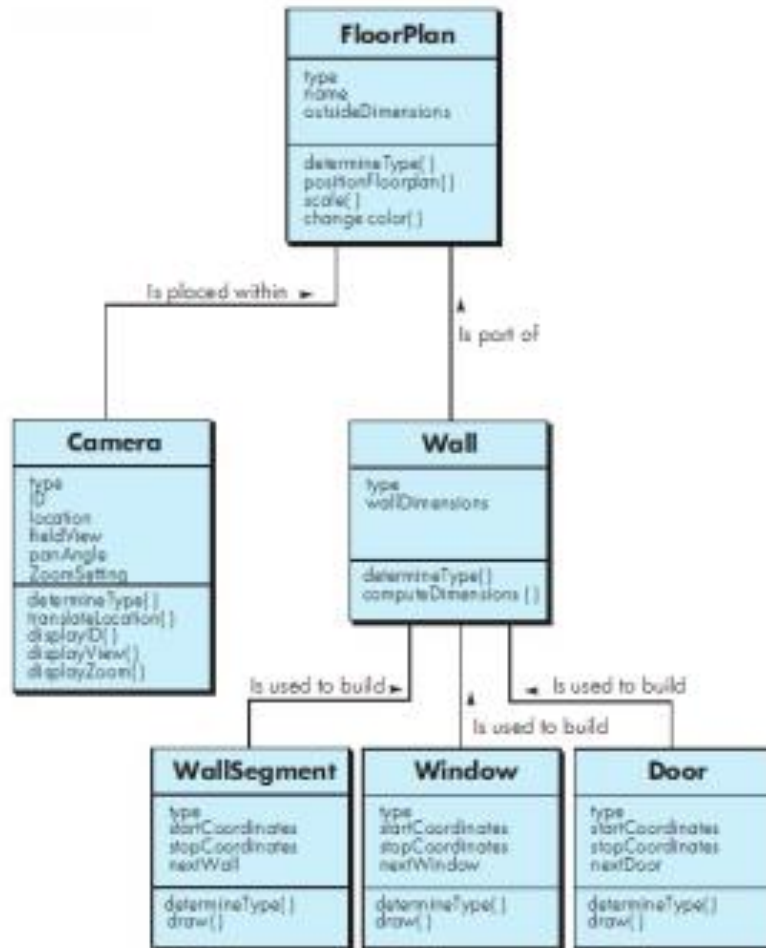 FloorPlan
type
name
outsideDimensions
determineType( )
positionFloorplan( )
scale( )
change color( )
Is placed within
Is part of
Camera
type
ID
location
fieldView
panAngle
ZoomSetting
determineType( )
translateLocation( )
displayID( )
displayView( )
displayZoom( )
Wall
type
wallDimensions
determineType( )
computeDimensions ( )
Is used to build
Is used to build
Is used to build
WallSegment
type
startCoordinates
stopCoordinates
nextWall
determineType( )
draw( )
Window
type
startCoordinates
stopCoordinates
nextWindow
determineType( )
draw( )
Door
type
startCoordinates
stopCoordinates
nextDoor
determineType( )
draw( )